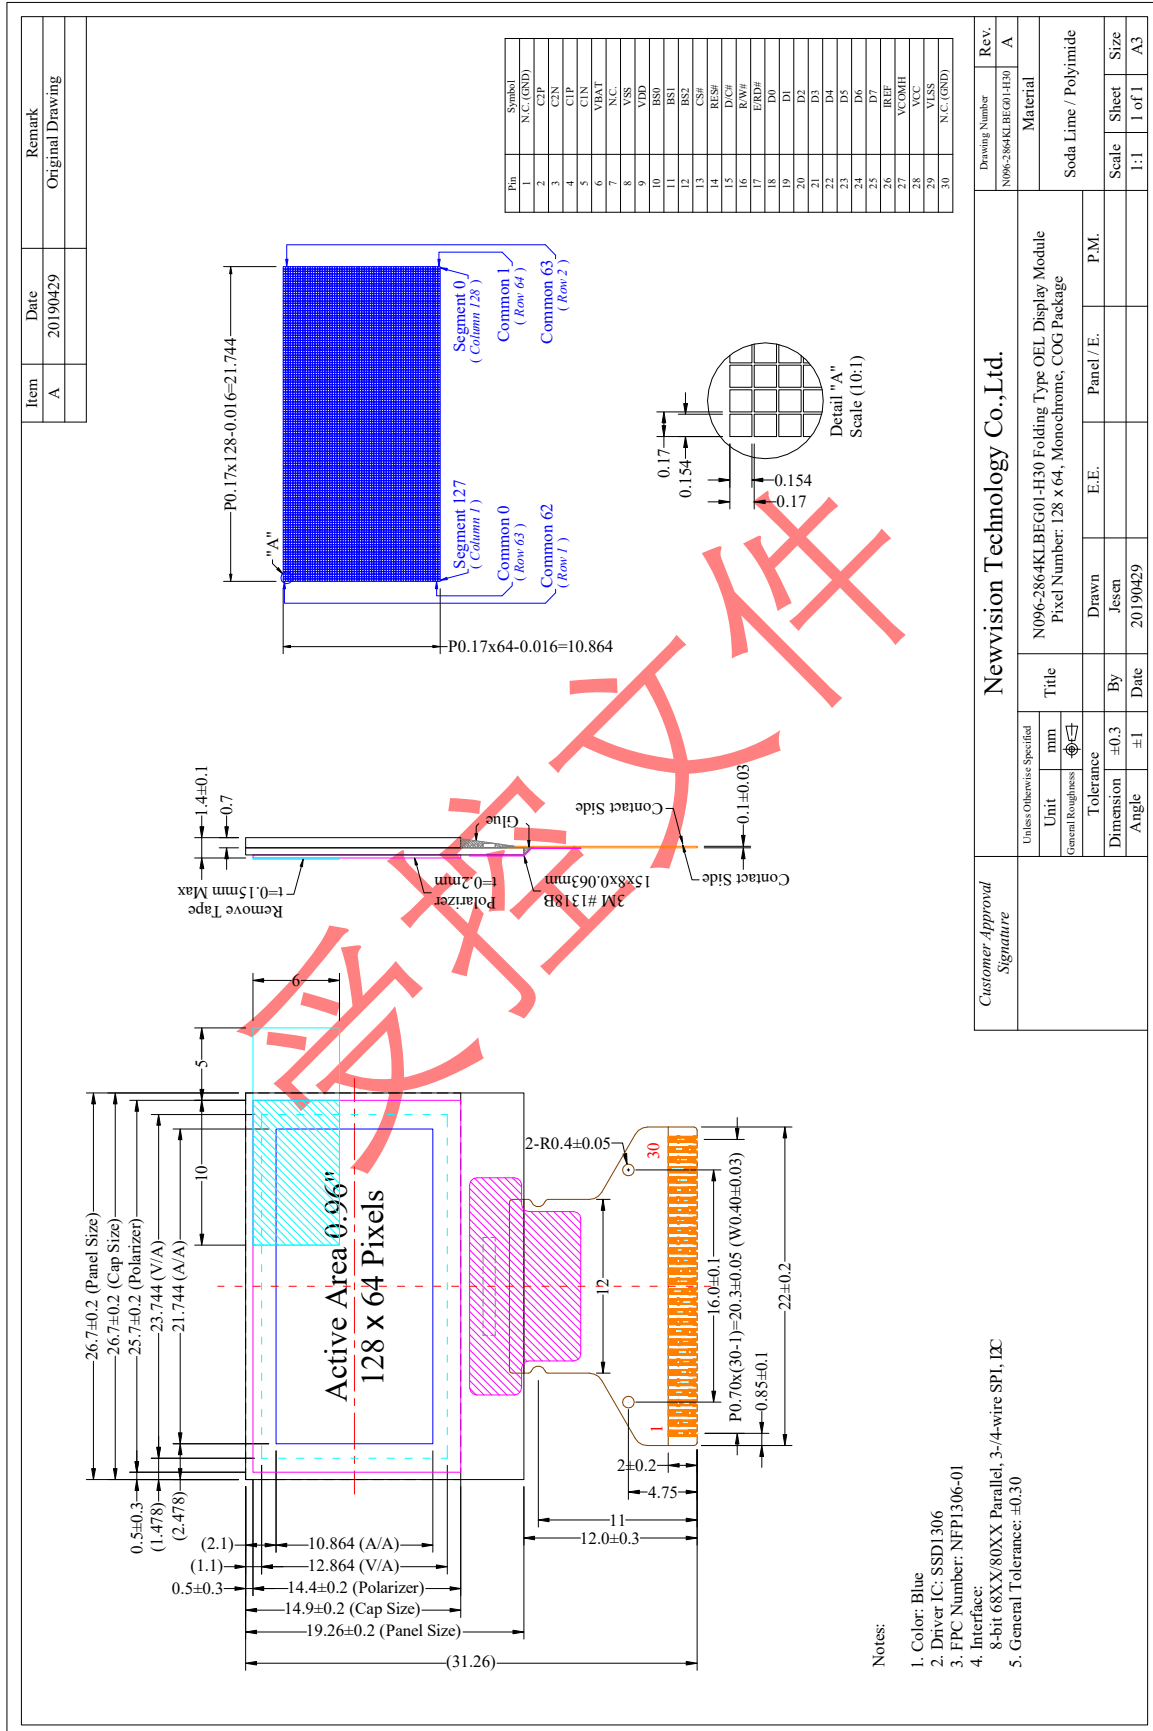 Item Date Remark
A 20190429 Original Drawing
26.7±0.2 (Panel Size)
26.7±0.2 (Cap Size)
25.7±0.2 (Polarizer)
23.744 (V/A)
21.744 (A/A)
0.5±0.3
(1.478)
(2.478)
10
5
9
Active Area 0.96"
128 x 64 Pixels
(2.1)
10.864 (A/A)
(1.1)
12.864 (V/A)
0.5±0.3
14.4±0.2 (Polarizer)
14.9±0.2 (Cap Size)
19.26±0.2 (Panel Size)
(31.26)
2-R0.4±0.05
12
1
30
16.0±0.1
P0.70x(30-1)=20.3±0.05 (W0.40±0.03)
0.85±0.1
22±0.2
2±0.2
4.75
11
12.0±0.3
1.4±0.1
0.7
Remove Tape
t=0.15mm Max
Polarizer
t=0.2mm
3M #1318B
15x8x0.063mm
Glue
Contact Side
Contact Side
0.1±0.03
P0.17x128-0.016=21.744
"A"
P0.17x64-0.016=10.864
Segment 127
( Column 1 )
Common 0
( Row 63 )
Common 62
( Row 1 )
Segment 0
( Column 128 )
Common 1
( Row 64 )
Common 63
( Row 2 )
0.17
0.154
0.154
0.17
Detail "A"
Scale (10:1)
Pin Symbol
1 N.C. (GND)
2 C2P
3 C2N
4 C1P
5 C1N
6 VBAT
7 N.C.
8 VSS
9 VDD
10 BS0
11 BS1
12 BS2
13 CS#
14 RES#
15 D/C#
16 R/W#
17 E/RD#
18 D0
19 D1
20 D2
21 D3
22 D4
23 D5
24 D6
25 D7
26 IREF
27 VCOMH
28 VCC
29 VLSS
30 N.C. (GND)
受控文件
Notes:
1. Color: Blue
2. Driver IC: SSD1306
3. FPC Number: NFP1306-01
4. Interface:
8-bit 68XX/80XX Parallel, 3-/4-wire SPI, I2C
5. General Tolerance: ±0.30
Customer Approval
Signature
Newvision Technology Co.,Ltd.
Drawing Number
N096-2864KLBEG01-H30
Rev.
A
Unless Otherwise Specified
Unit mm
General Roughness
Tolerance
Dimension ±0.3
Angle ±1
Title
N096-2864KLBEG01-H30 Folding Type OEL Display Module
Pixel Number: 128 x 64, Monochrome, COG Package
Material
Soda Lime / Polyimide
Drawn E.E. Panel / E. P.M.
By Jesen
Date 20190429
Scale Sheet Size
1:1 1 of 1 A3